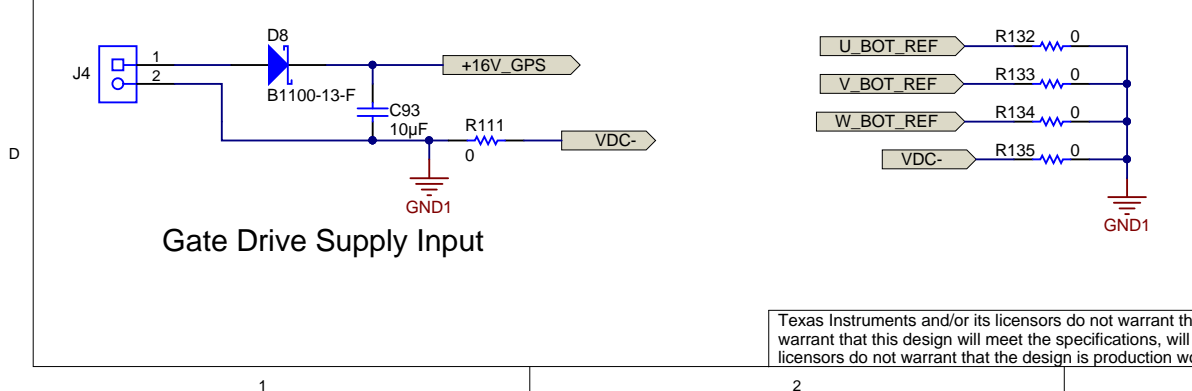 D8
J4
1
2
B1100-13-F
+16V_GPS
C93
10µF
R111
0
VDC-
GND1
Gate Drive Supply Input
U_BOT_REF
R132 0
V_BOT_REF
R133 0
W_BOT_REF
R134 0
VDC-
R135 0
GND1
D
Texas Instruments and/or its licensors do not warrant th
warrant that this design will meet the specifications, will
licensors do not warrant that the design is production wo
1
2